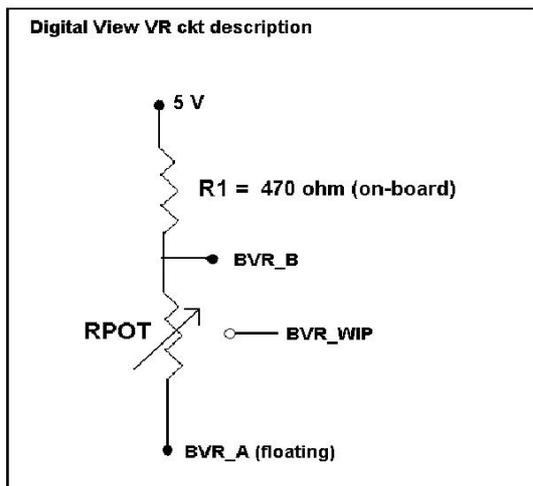 Digital View VR ckt description
5 V
R1 = 470 ohm (on-board)
BVR_B
RPOT
BVR_WIP
BVR_A (floating)